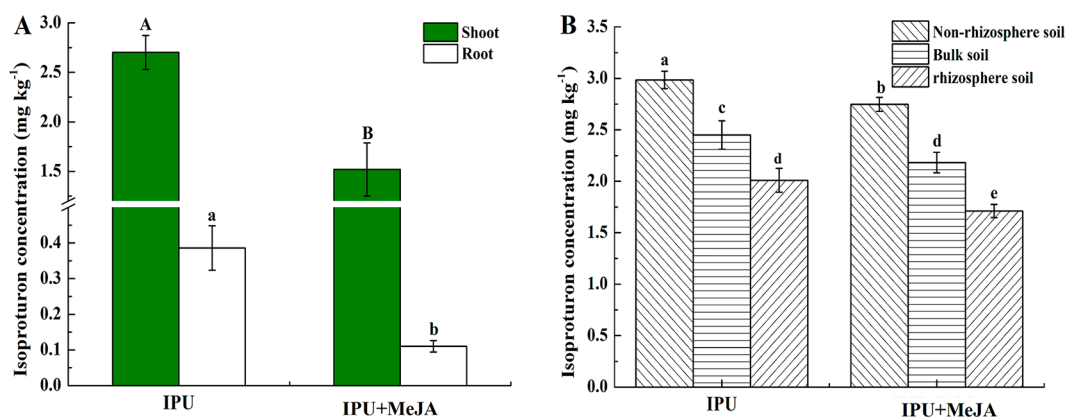 A
Isoproturon concentration (mg kg⁻¹)
3.0
2.5
2.0
1.5
0.4
0.3
0.2
0.1
0.0
A
a
B
b
Shoot
Root
IPU
IPU+MeJA
B
Isoproturon concentration (mg kg⁻¹)
3.5
3.0
2.5
2.0
1.5
1.0
0.5
0.0
a
c
d
b
d
e
Non-rhizosphere soil
Bulk soil
rhizosphere soil
IPU
IPU+MeJA